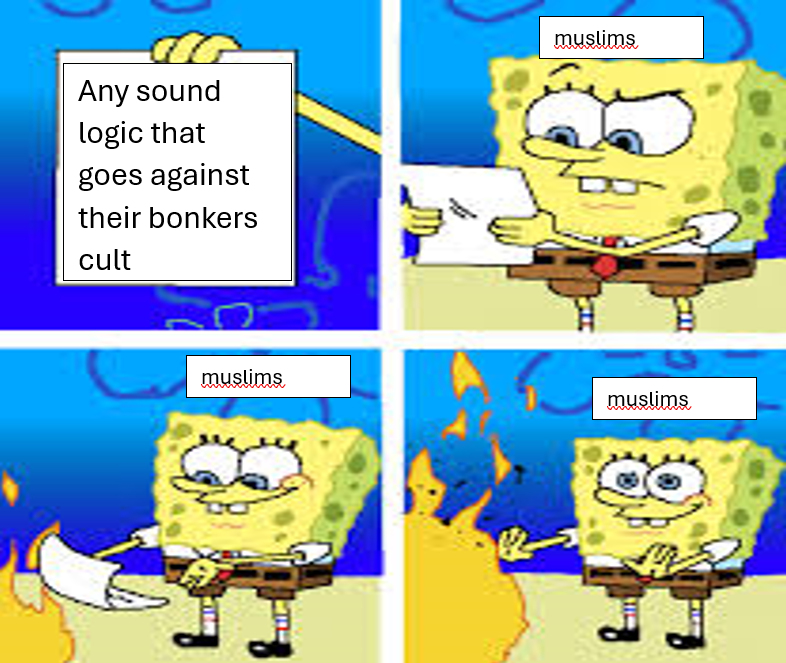 Any sound
logic that
goes against
their bonkers
cult
muslims
muslims
muslims